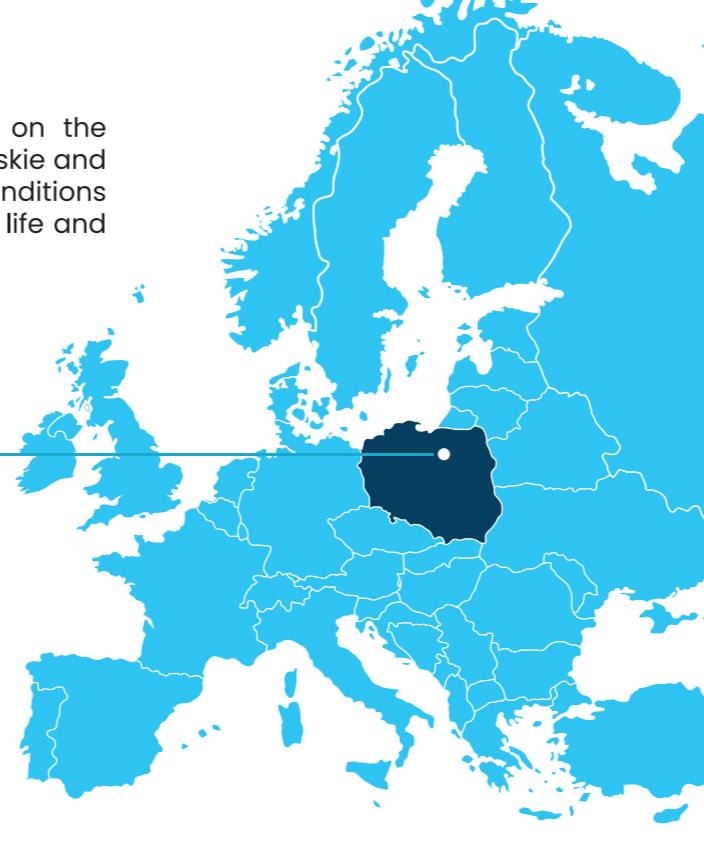 on the
skie and
nditions
life and